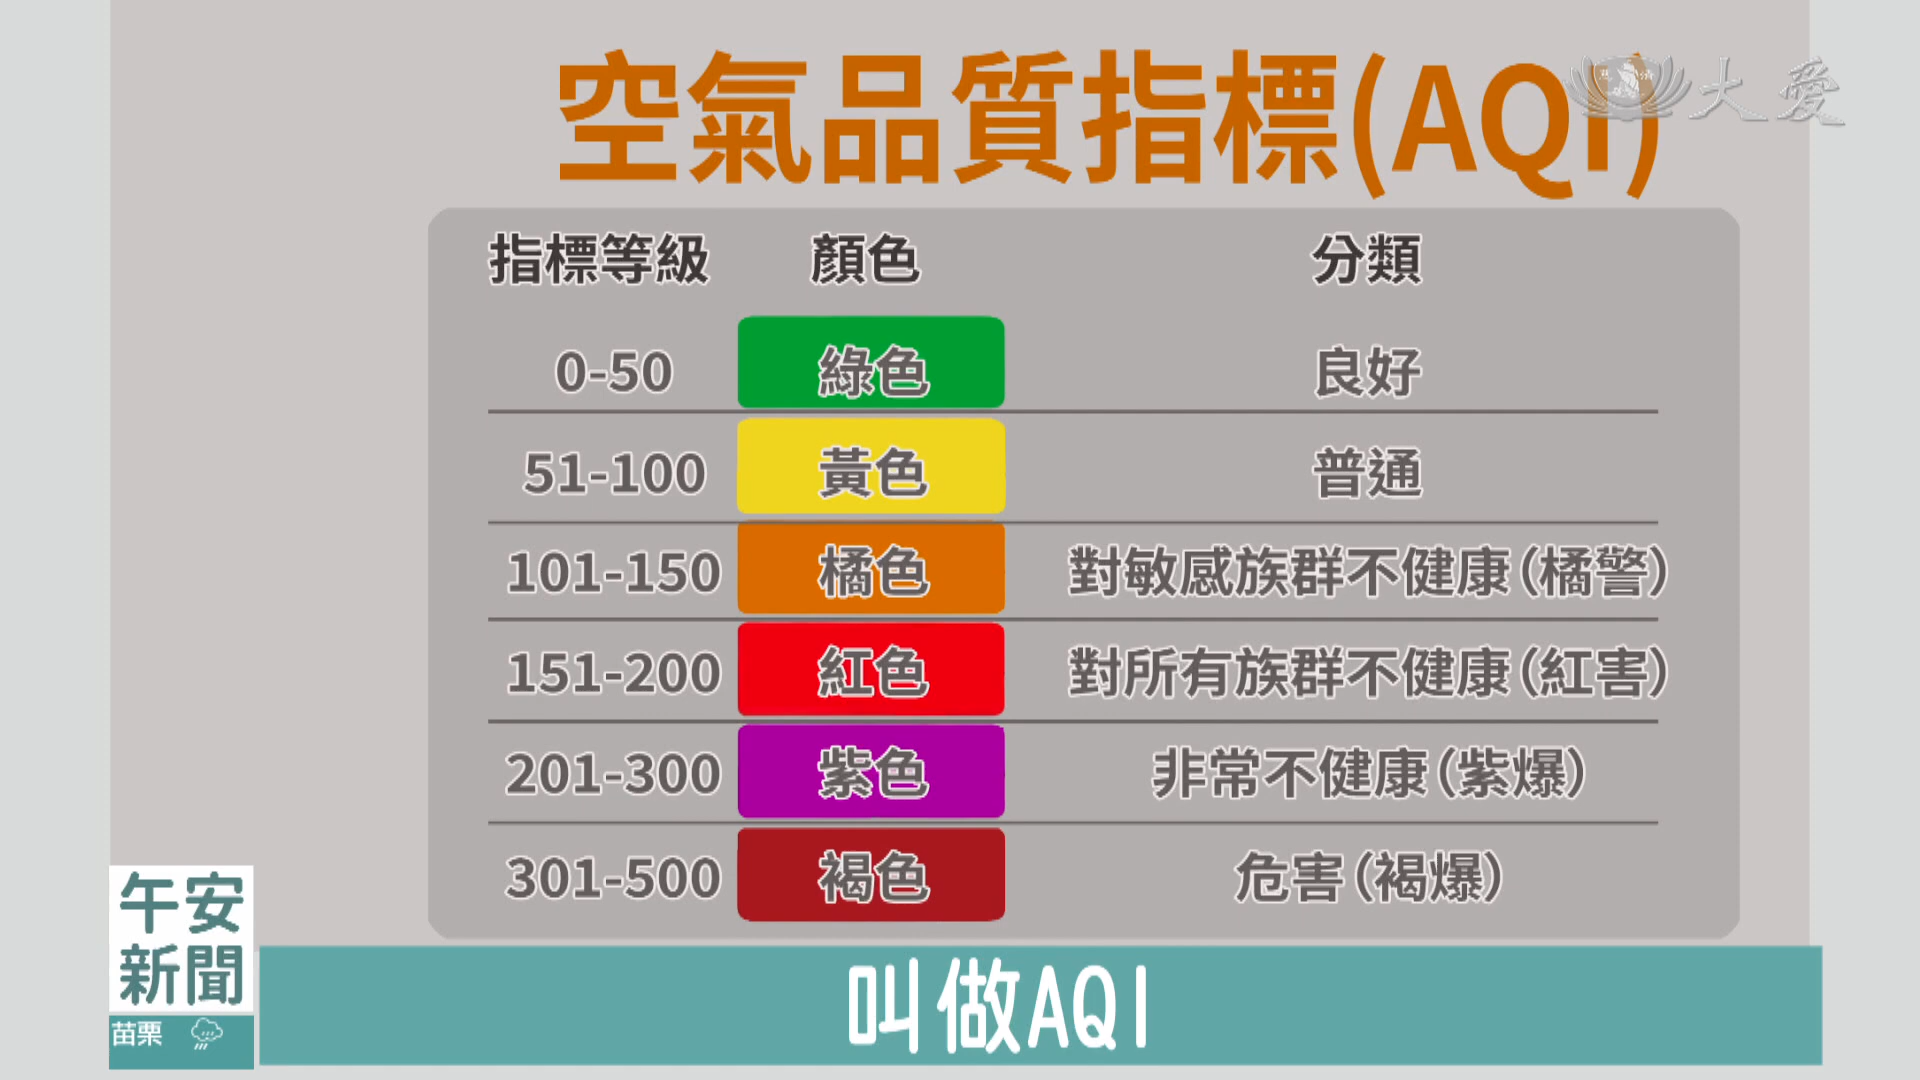 空氣品質指標(AQI)
大愛
指標等級 顏色 分類
0-50 綠色 良好
51-100 黃色 普通
101-150 橘色 對敏感族群不健康(橘警)
151-200 紅色 對所有族群不健康(紅害)
201-300 紫色 非常不健康(紫爆)
301-500 褐色 危害(褐爆)
午安
新聞
苗栗
叫做AQI